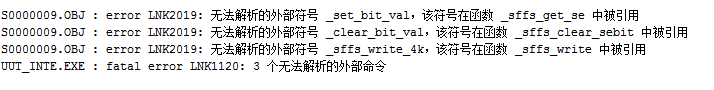 S0000009.OBJ : error LNK2019: 无法解析的外部符号 _set_bit_val，该符号在函数 _sffs_get_se 中被引用
S0000009.OBJ : error LNK2019: 无法解析的外部符号 _clear_bit_val，该符号在函数 _sffs_clear_sebit 中被引用
S0000009.OBJ : error LNK2019: 无法解析的外部符号 _sffs_write_4k，该符号在函数 _sffs_write 中被引用
UUT_INTE.EXE : fatal error LNK1120: 3 个无法解析的外部命令